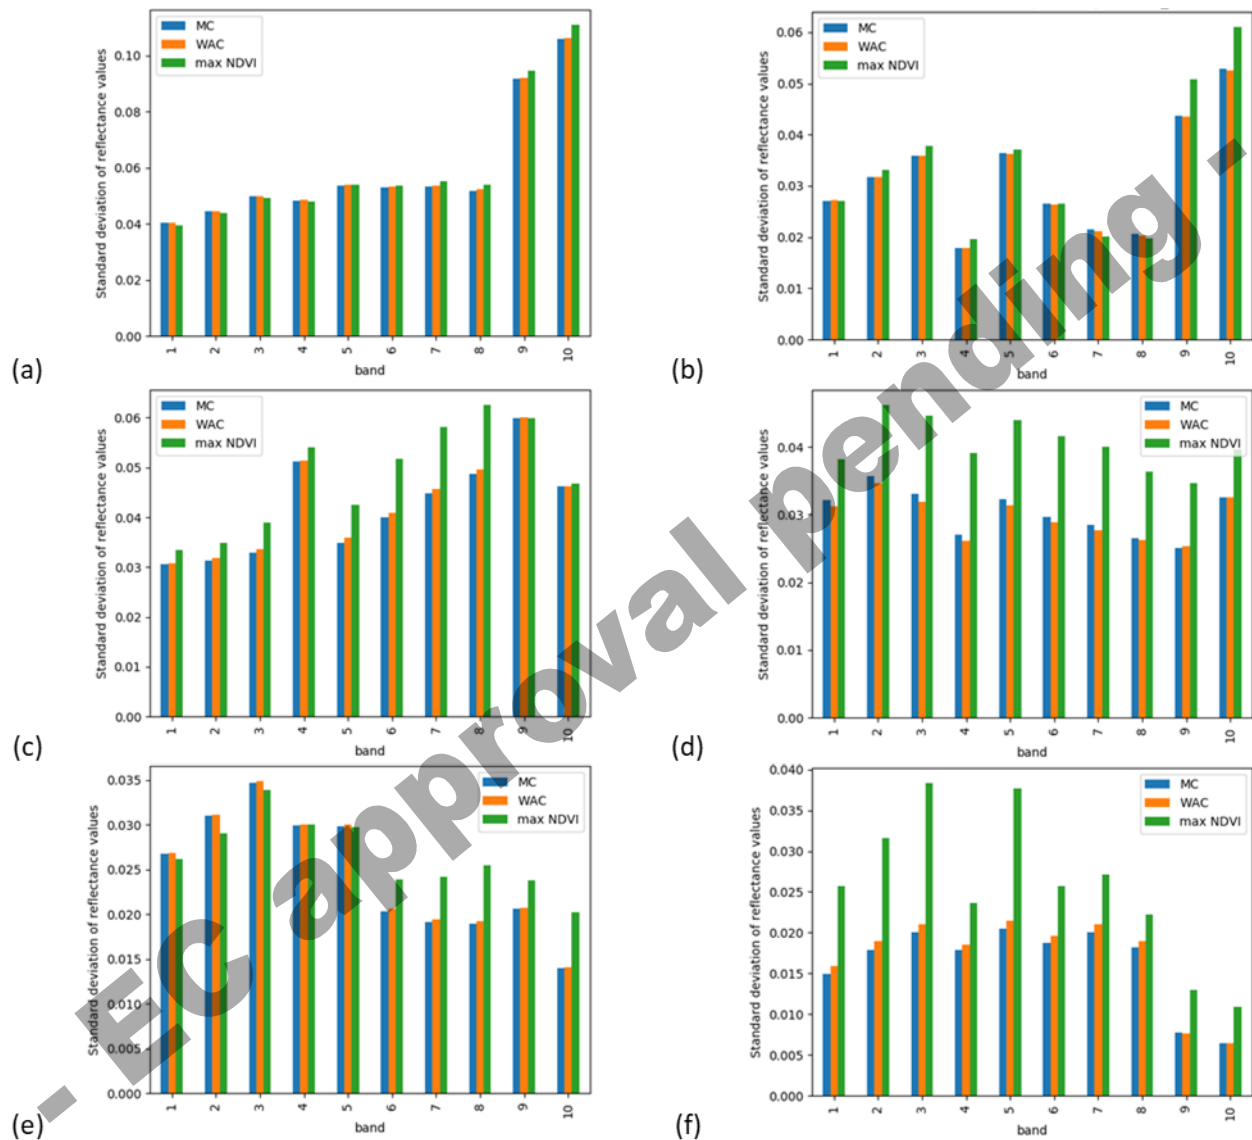 MC
WAC
max NDVI
Standard deviation of reflectance values
0.10
0.08
0.06
0.04
0.02
0.00
1 2 3 4 5 6 7 8 9 10
band
(a)
MC
WAC
max NDVI
Standard deviation of reflectance values
0.06
0.05
0.04
0.03
0.02
0.01
0.00
1 2 3 4 5 6 7 8 9 10
band
(b)
MC
WAC
max NDVI
Standard deviation of reflectance values
0.06
0.05
0.04
0.03
0.02
0.01
0.00
1 2 3 4 5 6 7 8 9 10
band
(c)
MC
WAC
max NDVI
Standard deviation of reflectance values
0.04
0.03
0.02
0.01
0.00
1 2 3 4 5 6 7 8 9 10
band
(d)
MC
WAC
max NDVI
Standard deviation of reflectance values
0.035
0.030
0.025
0.020
0.015
0.010
0.005
0.000
1 2 3 4 5 6 7 8 9 10
band
(e)
MC
WAC
max NDVI
Standard deviation of reflectance values
0.040
0.035
0.030
0.025
0.020
0.015
0.010
0.005
0.000
1 2 3 4 5 6 7 8 9 10
band
(f)
- EC approval pending -